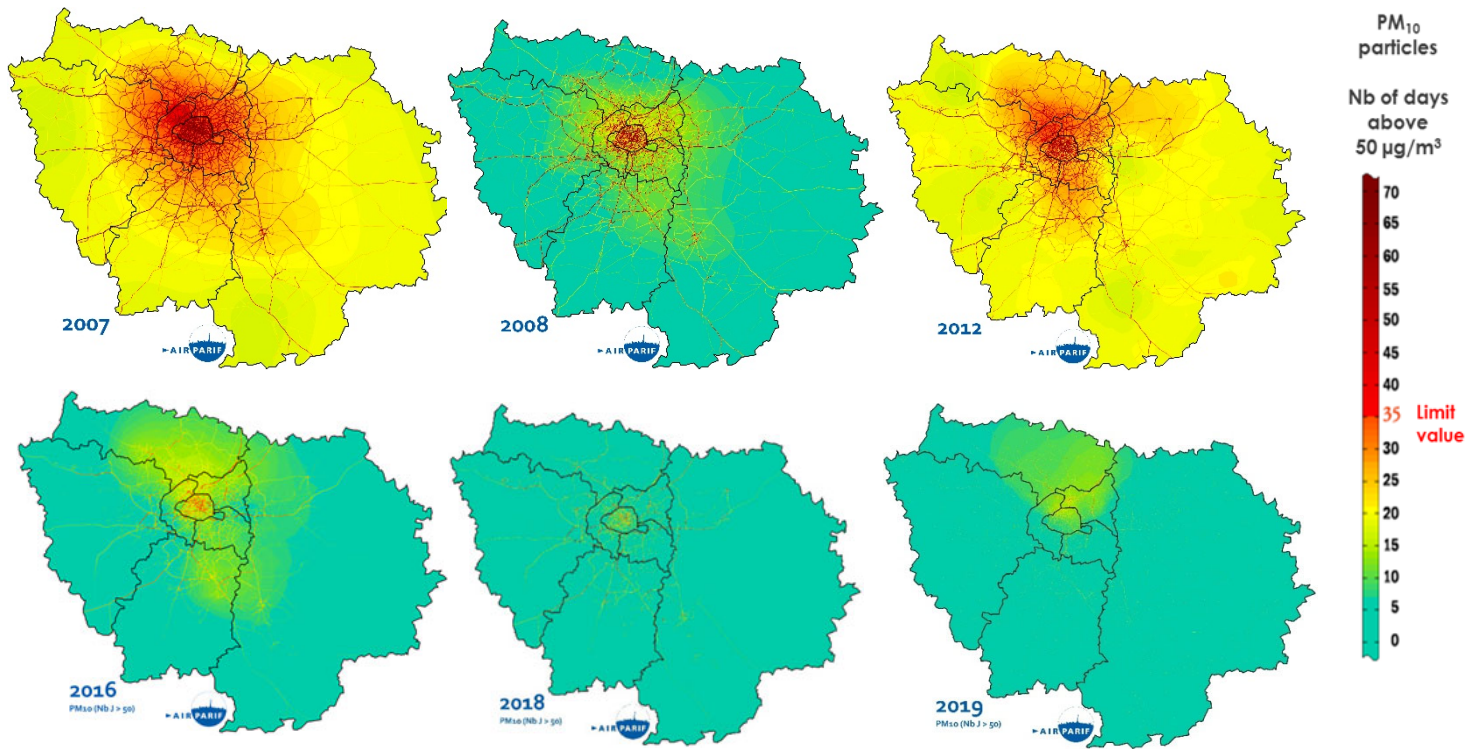 2007
►AIRPARIF
2008
►AIRPARIF
2012
►AIRPARIF
2016
PM10 (Nb J > 50)
►AIRPARIF
2018
PM10 (Nb J > 50)
►AIRPARIF
2019
PM10 (Nb J > 50)
►AIRPARIF
PM₁₀
particles
Nb of days
above
50 µg/m³
70
65
60
55
50
45
40
35 Limit
value
30
25
20
15
10
5
0